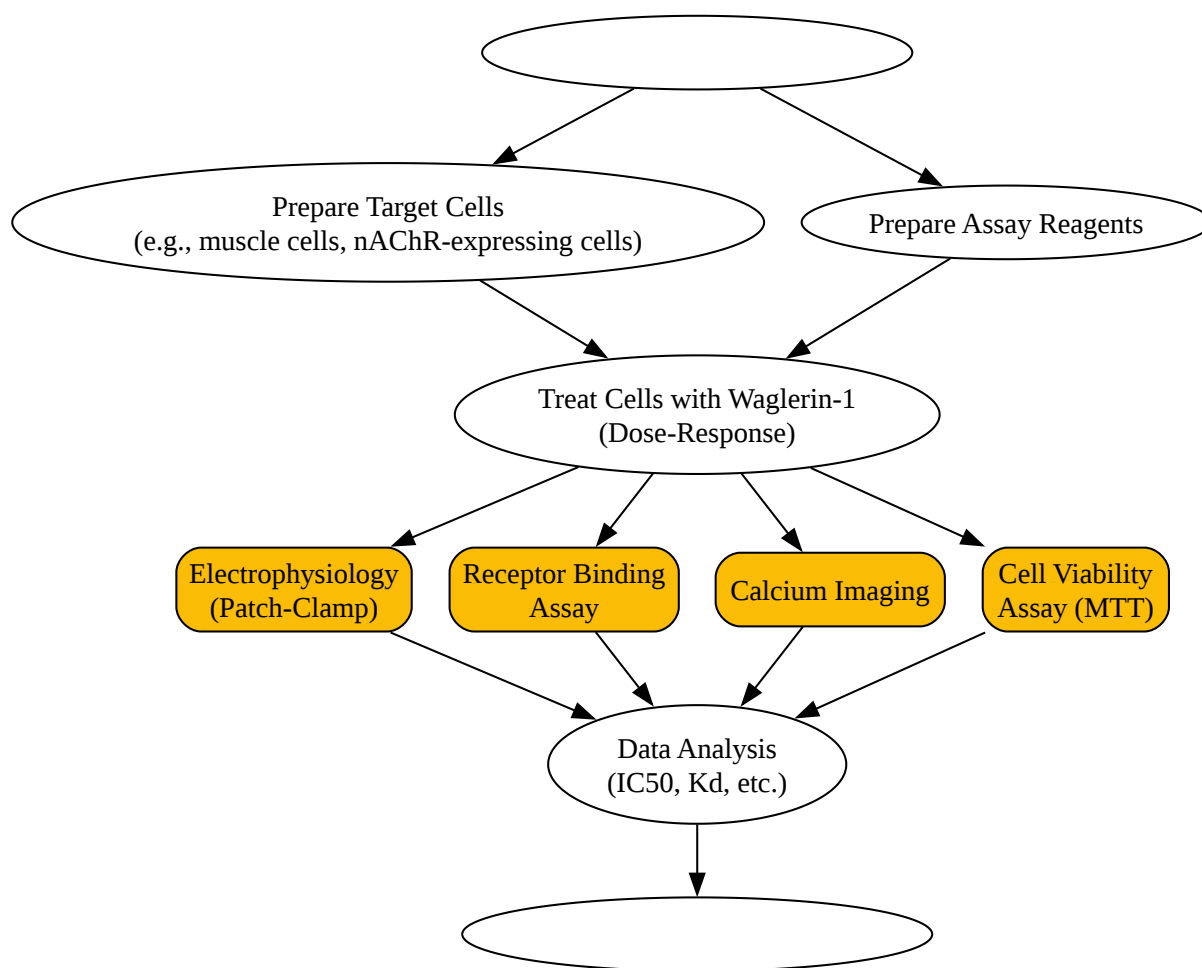 Prepare Target Cells
(e.g., muscle cells, nAChR-expressing cells)
Prepare Assay Reagents
Treat Cells with Waglerin-1
(Dose-Response)
Electrophysiology
(Patch-Clamp)
Receptor Binding
Assay
Calcium Imaging
Cell Viability
Assay (MTT)
Data Analysis
(IC50, Kd, etc.)